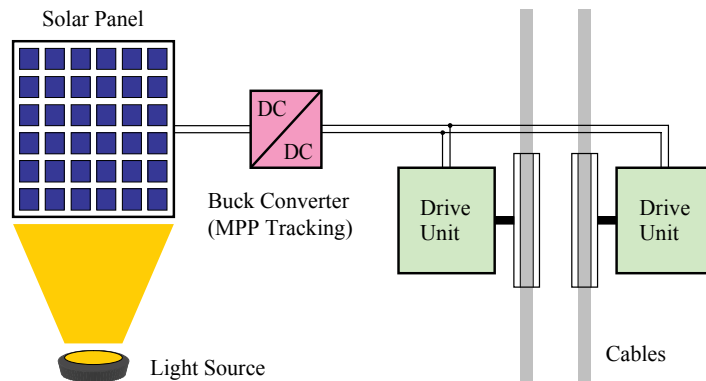 Solar Panel
DC
DC
Buck Converter
(MPP Tracking)
Drive
Unit
Drive
Unit
Light Source
Cables